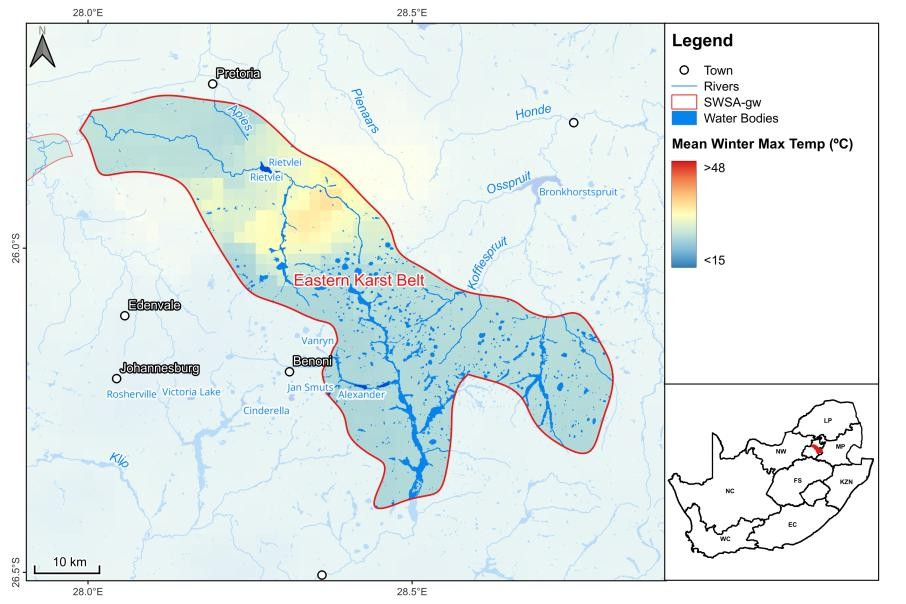 28.0°E
28.5°E
N
Pretoria
Apies
Pienaars
Honde
Rietvlei
Rietvlei
Osspruit
Bronkhorstspruit
26.0°S
Koffiespruit
Eastern Karst Belt
Edenvale
Vanryn
Benoni
Johannesburg
Rosherville
Victoria Lake
Jan Smuts
Alexander
Cinderella
Klip
10 km
26.5°S
28.0°E
28.5°E
Legend
Town
Rivers
SWSA-gw
Water Bodies
Mean Winter Max Temp (ºC)
>48
<15
LP
MP
NW
FS
KZN
NC
EC
WC